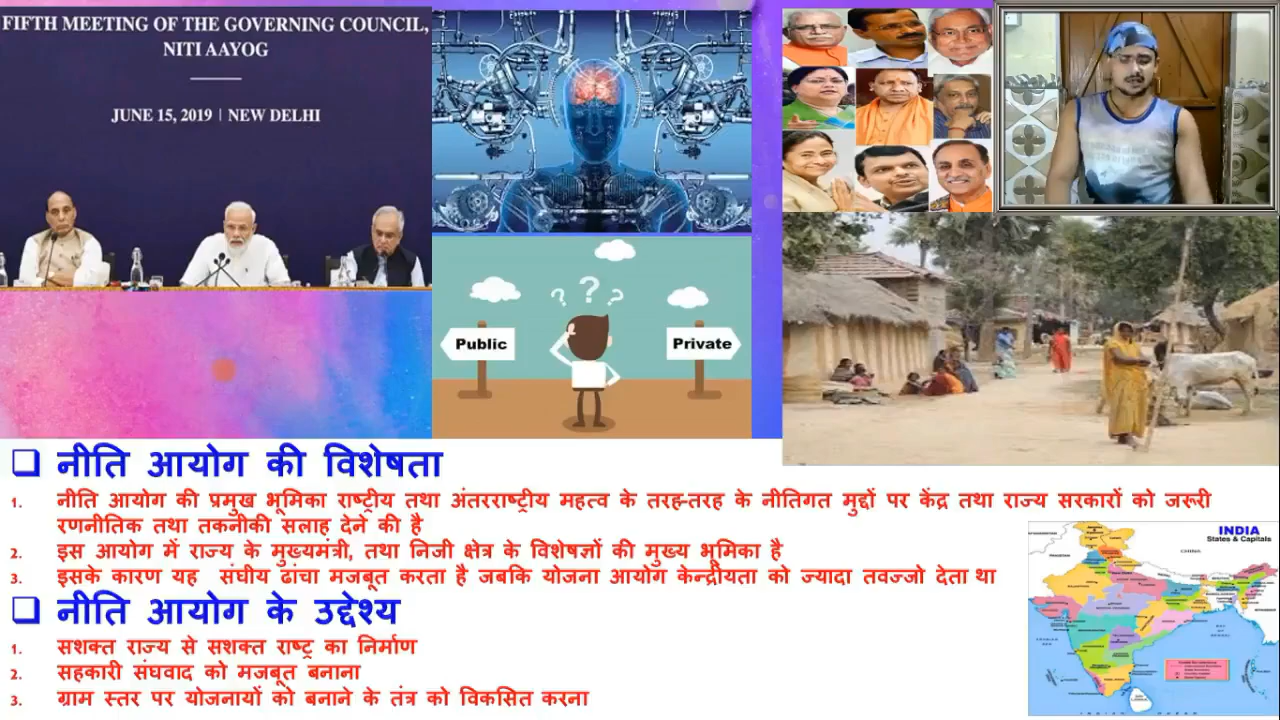 FIFTH MEETING OF THE GOVERNING COUNCIL,
NITI AAYOG
JUNE 15, 2019 | NEW DELHI
? ? ?
Public
Private
नीति आयोग की विशेषता
1. नीति आयोग की प्रमुख भूमिका राष्ट्रीय तथा अंतरराष्ट्रीय महत्व के तरह-तरह के नीतिगत मुद्दों पर केंद्र तथा राज्य सरकारों को जरूरी
रणनीतिक तथा तकनीकी सलाह देने की है
2. इस आयोग में राज्य के मुख्यमंत्री, तथा निजी क्षेत्र के विशेषज्ञों की मुख्य भूमिका है
3. इसके कारण यह संघीय ढांचा मजबूत करता है जबकि योजना आयोग केन्द्रीयता को ज्यादा तवज्जो देता था
नीति आयोग के उद्देश्य
1. सशक्त राज्य से सशक्त राष्ट्र का निर्माण
2. सहकारी संघवाद को मजबूत बनाना
3. ग्राम स्तर पर योजनायों को बनाने के तंत्र को विकसित करना
INDIA
States & Capitals